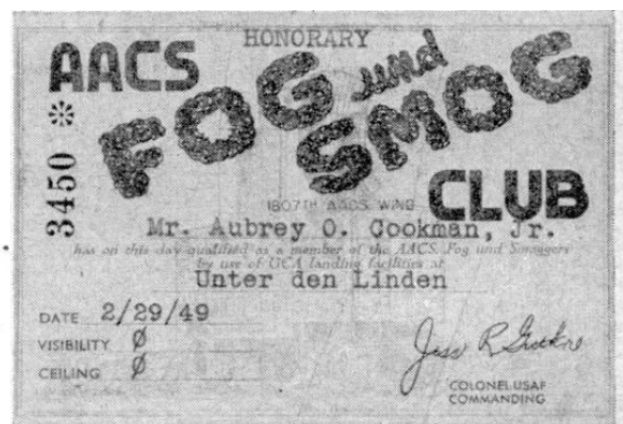 HONORARY
AACS
FOG und
SMOG
CLUB
3450 *
1807TH AACS WING
Mr. Aubrey O. Cookman, Jr.
has on this day qualified as a member of the AACS Fog und Smoggers
by use of GCA landing facilities at
Unter den Linden
DATE 2/29/49
VISIBILITY Ø
CEILING Ø
COLONEL USAF
COMMANDING